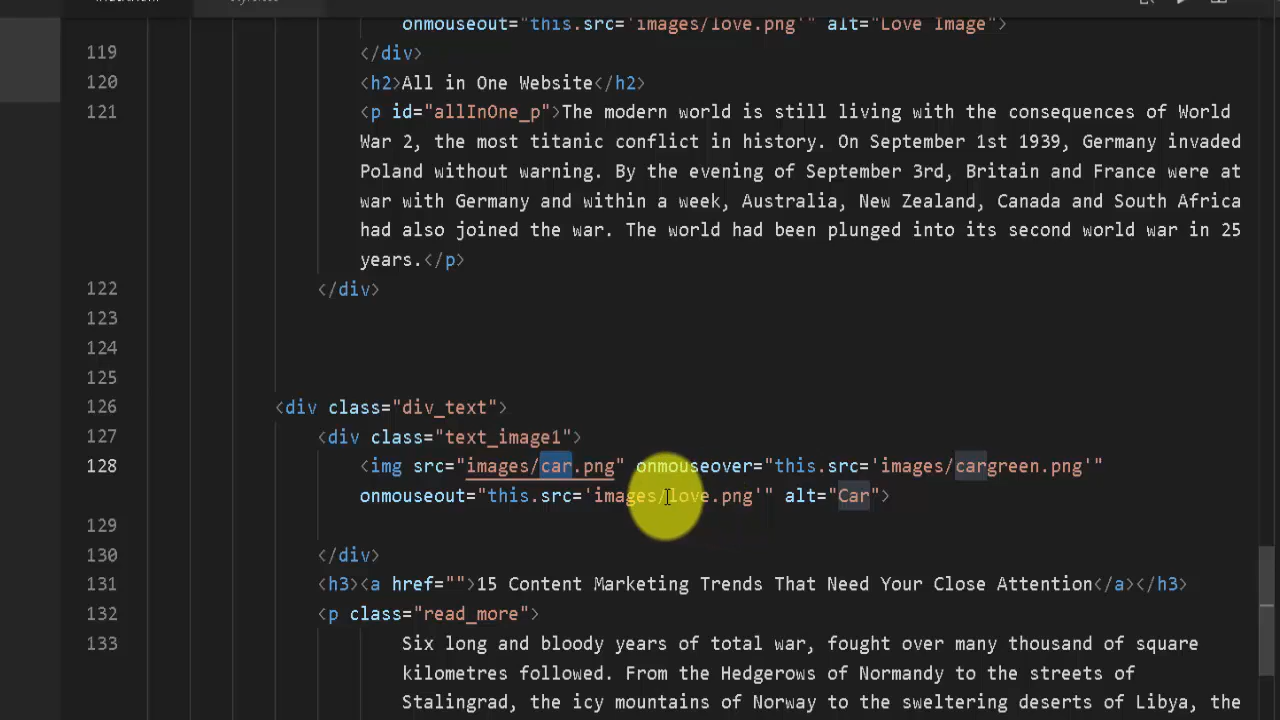 onmouseout="this.src='images/love.png'" alt="Love Image">
119 </div>
120 <h2>All in One Website</h2>
121 <p id="allInOne_p">The modern world is still living with the consequences of World
War 2, the most titanic conflict in history. On September 1st 1939, Germany invaded
Poland without warning. By the evening of September 3rd, Britain and France were at
war with Germany and within a week, Australia, New Zealand, Canada and South Africa
had also joined the war. The world had been plunged into its second world war in 25
years.</p>
122 </div>
123
124
125
126 <div class="div_text">
127 <div class="text_image1">
128 <img src="images/car.png" onmouseover="this.src='images/cargreen.png'"
onmouseout="this.src='images/love.png'" alt="Car">
129
130 </div>
131 <h3><a href="">15 Content Marketing Trends That Need Your Close Attention</a></h3>
132 <p class="read_more">
133 Six long and bloody years of total war, fought over many thousand of square
kilometres followed. From the Hedgerows of Normandy to the streets of
Stalingrad, the icy mountains of Norway to the sweltering deserts of Libya, the